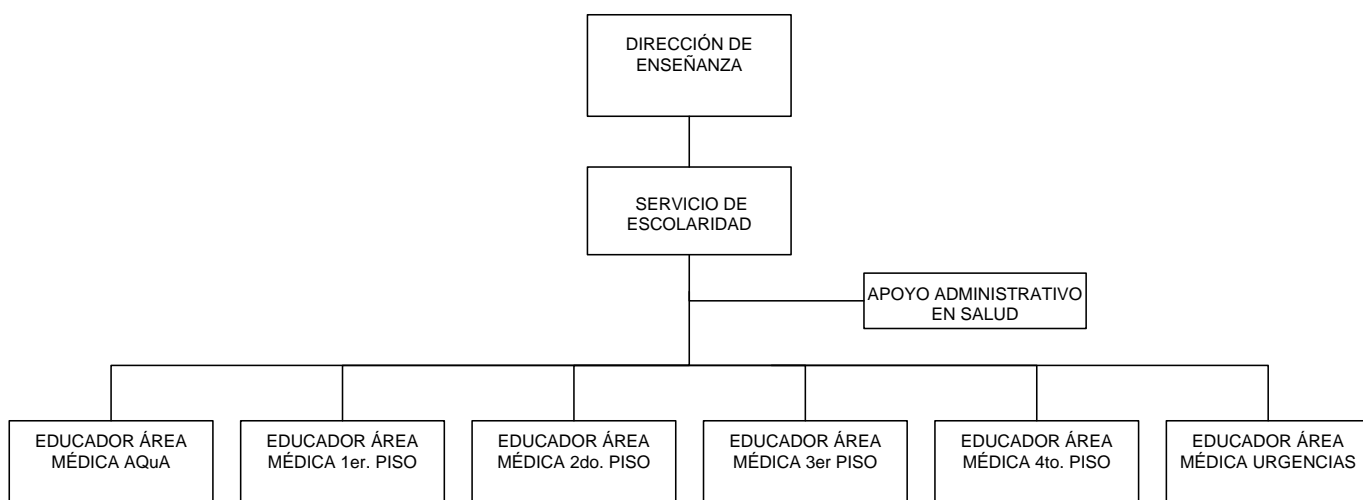 DIRECCIÓN DE
ENSEÑANZA
SERVICIO DE
ESCOLARIDAD
APOYO ADMINISTRATIVO
EN SALUD
EDUCADOR ÁREA
MÉDICA AQuA
EDUCADOR ÁREA
MÉDICA 1er. PISO
EDUCADOR ÁREA
MÉDICA 2do. PISO
EDUCADOR ÁREA
MÉDICA 3er PISO
EDUCADOR ÁREA
MÉDICA 4to. PISO
EDUCADOR ÁREA
MÉDICA URGENCIAS